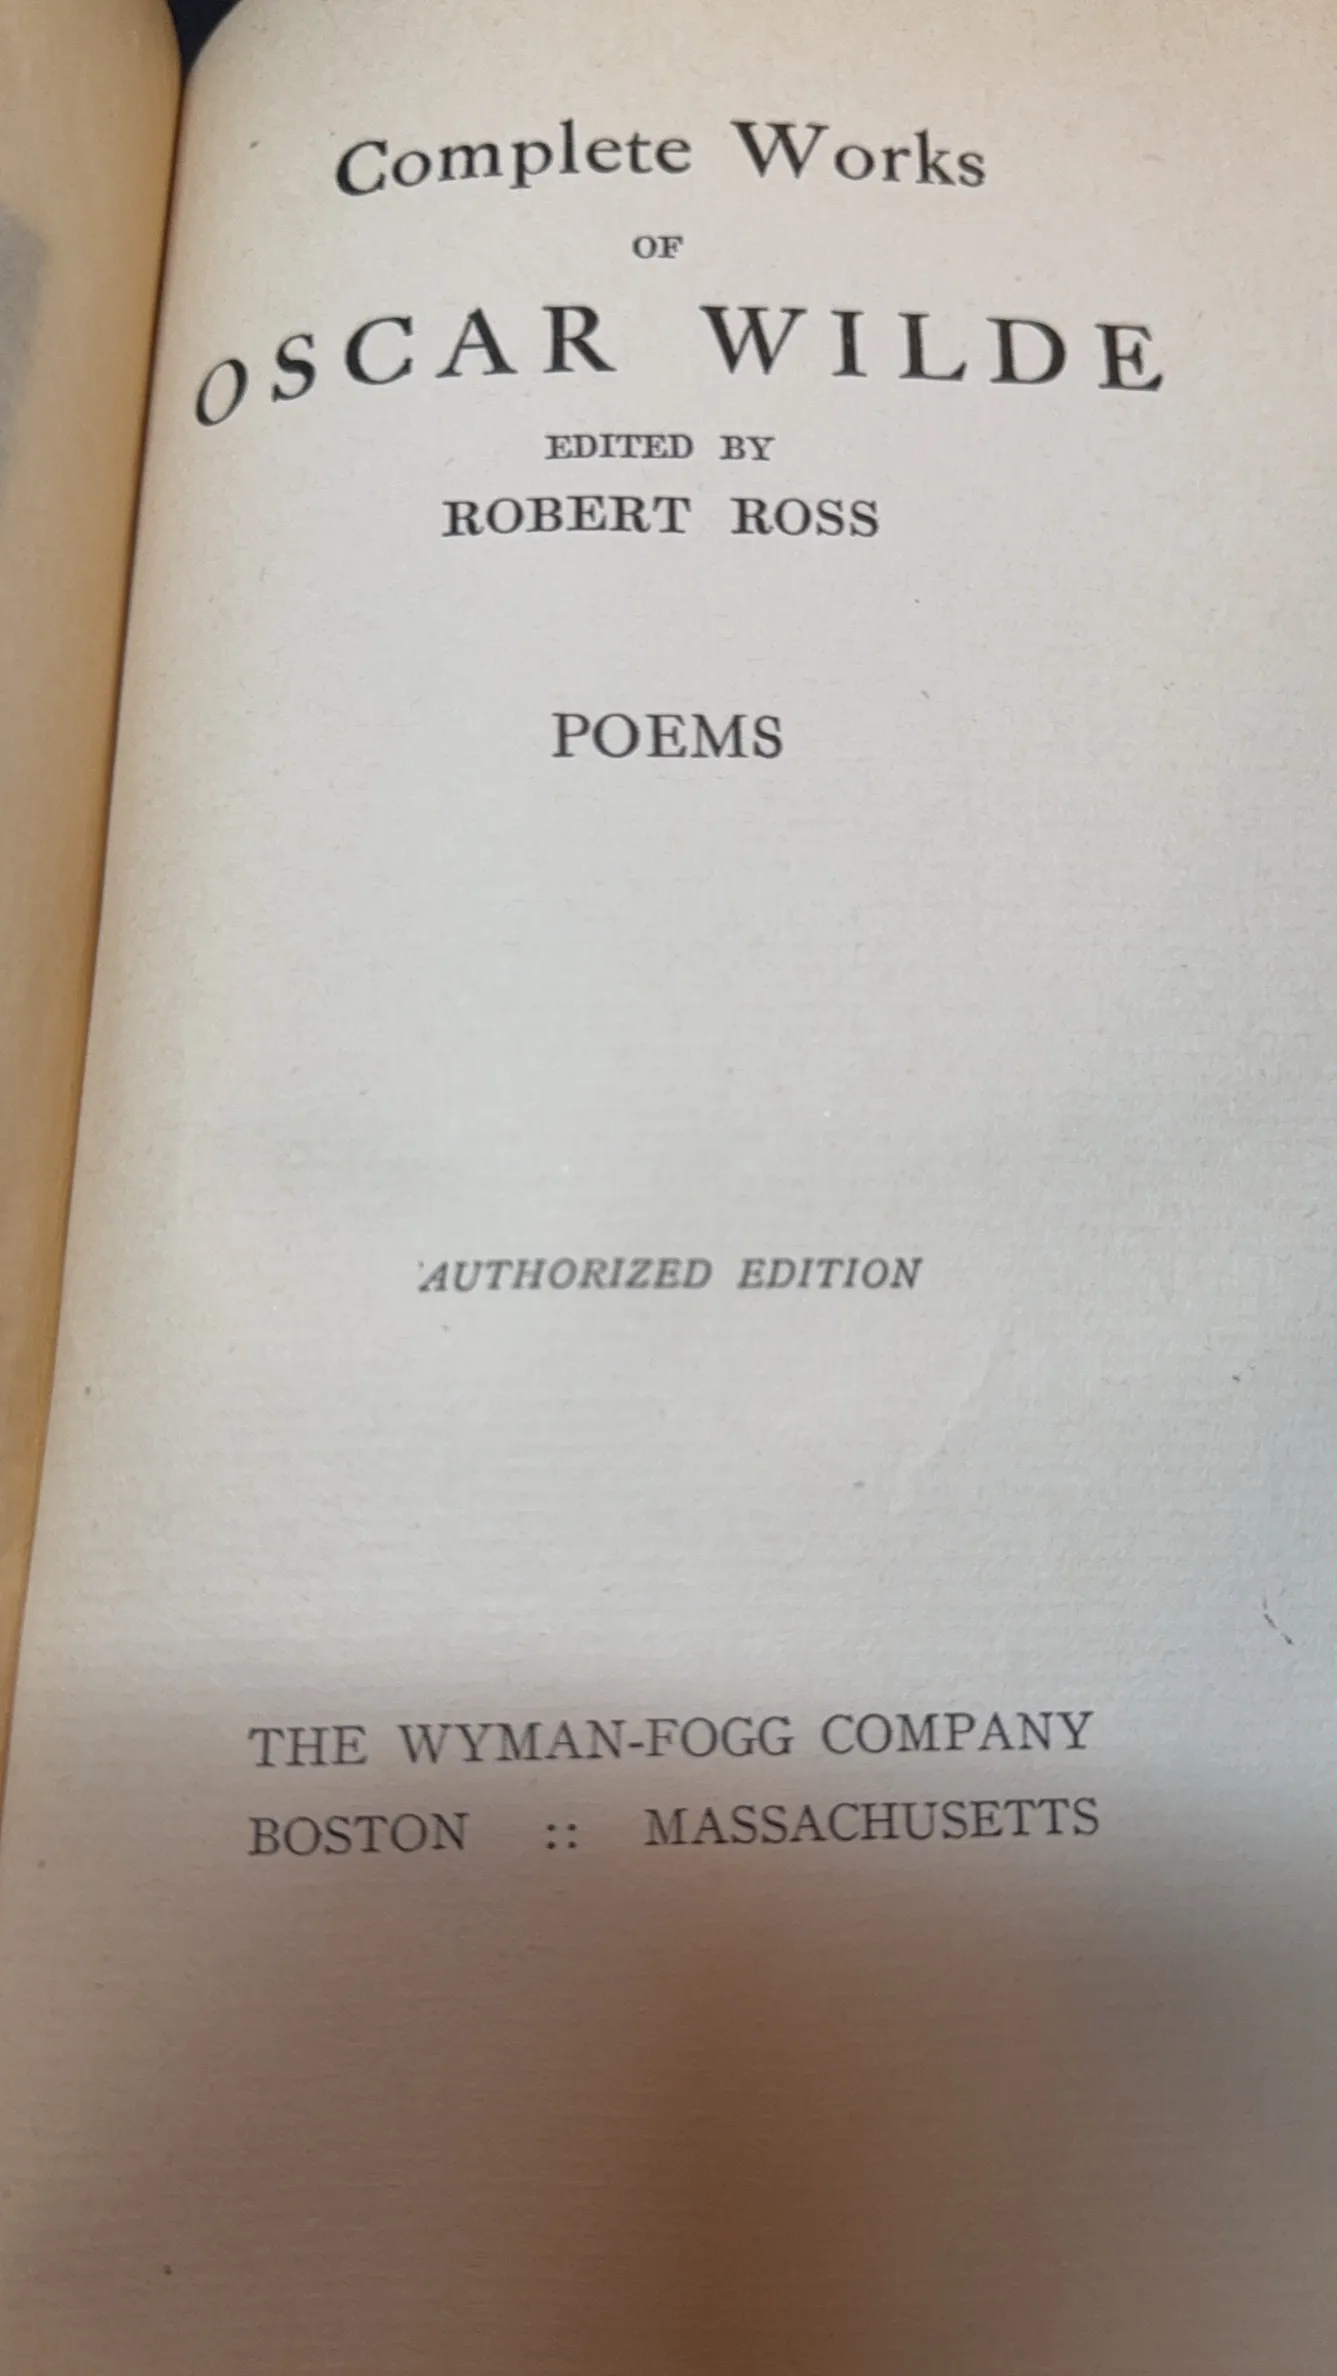 Complete Works
OF
OSCAR WILDE
EDITED BY
ROBERT ROSS
POEMS
AUTHORIZED EDITION
THE WYMAN-FOGG COMPANY
BOSTON :: MASSACHUSETTS